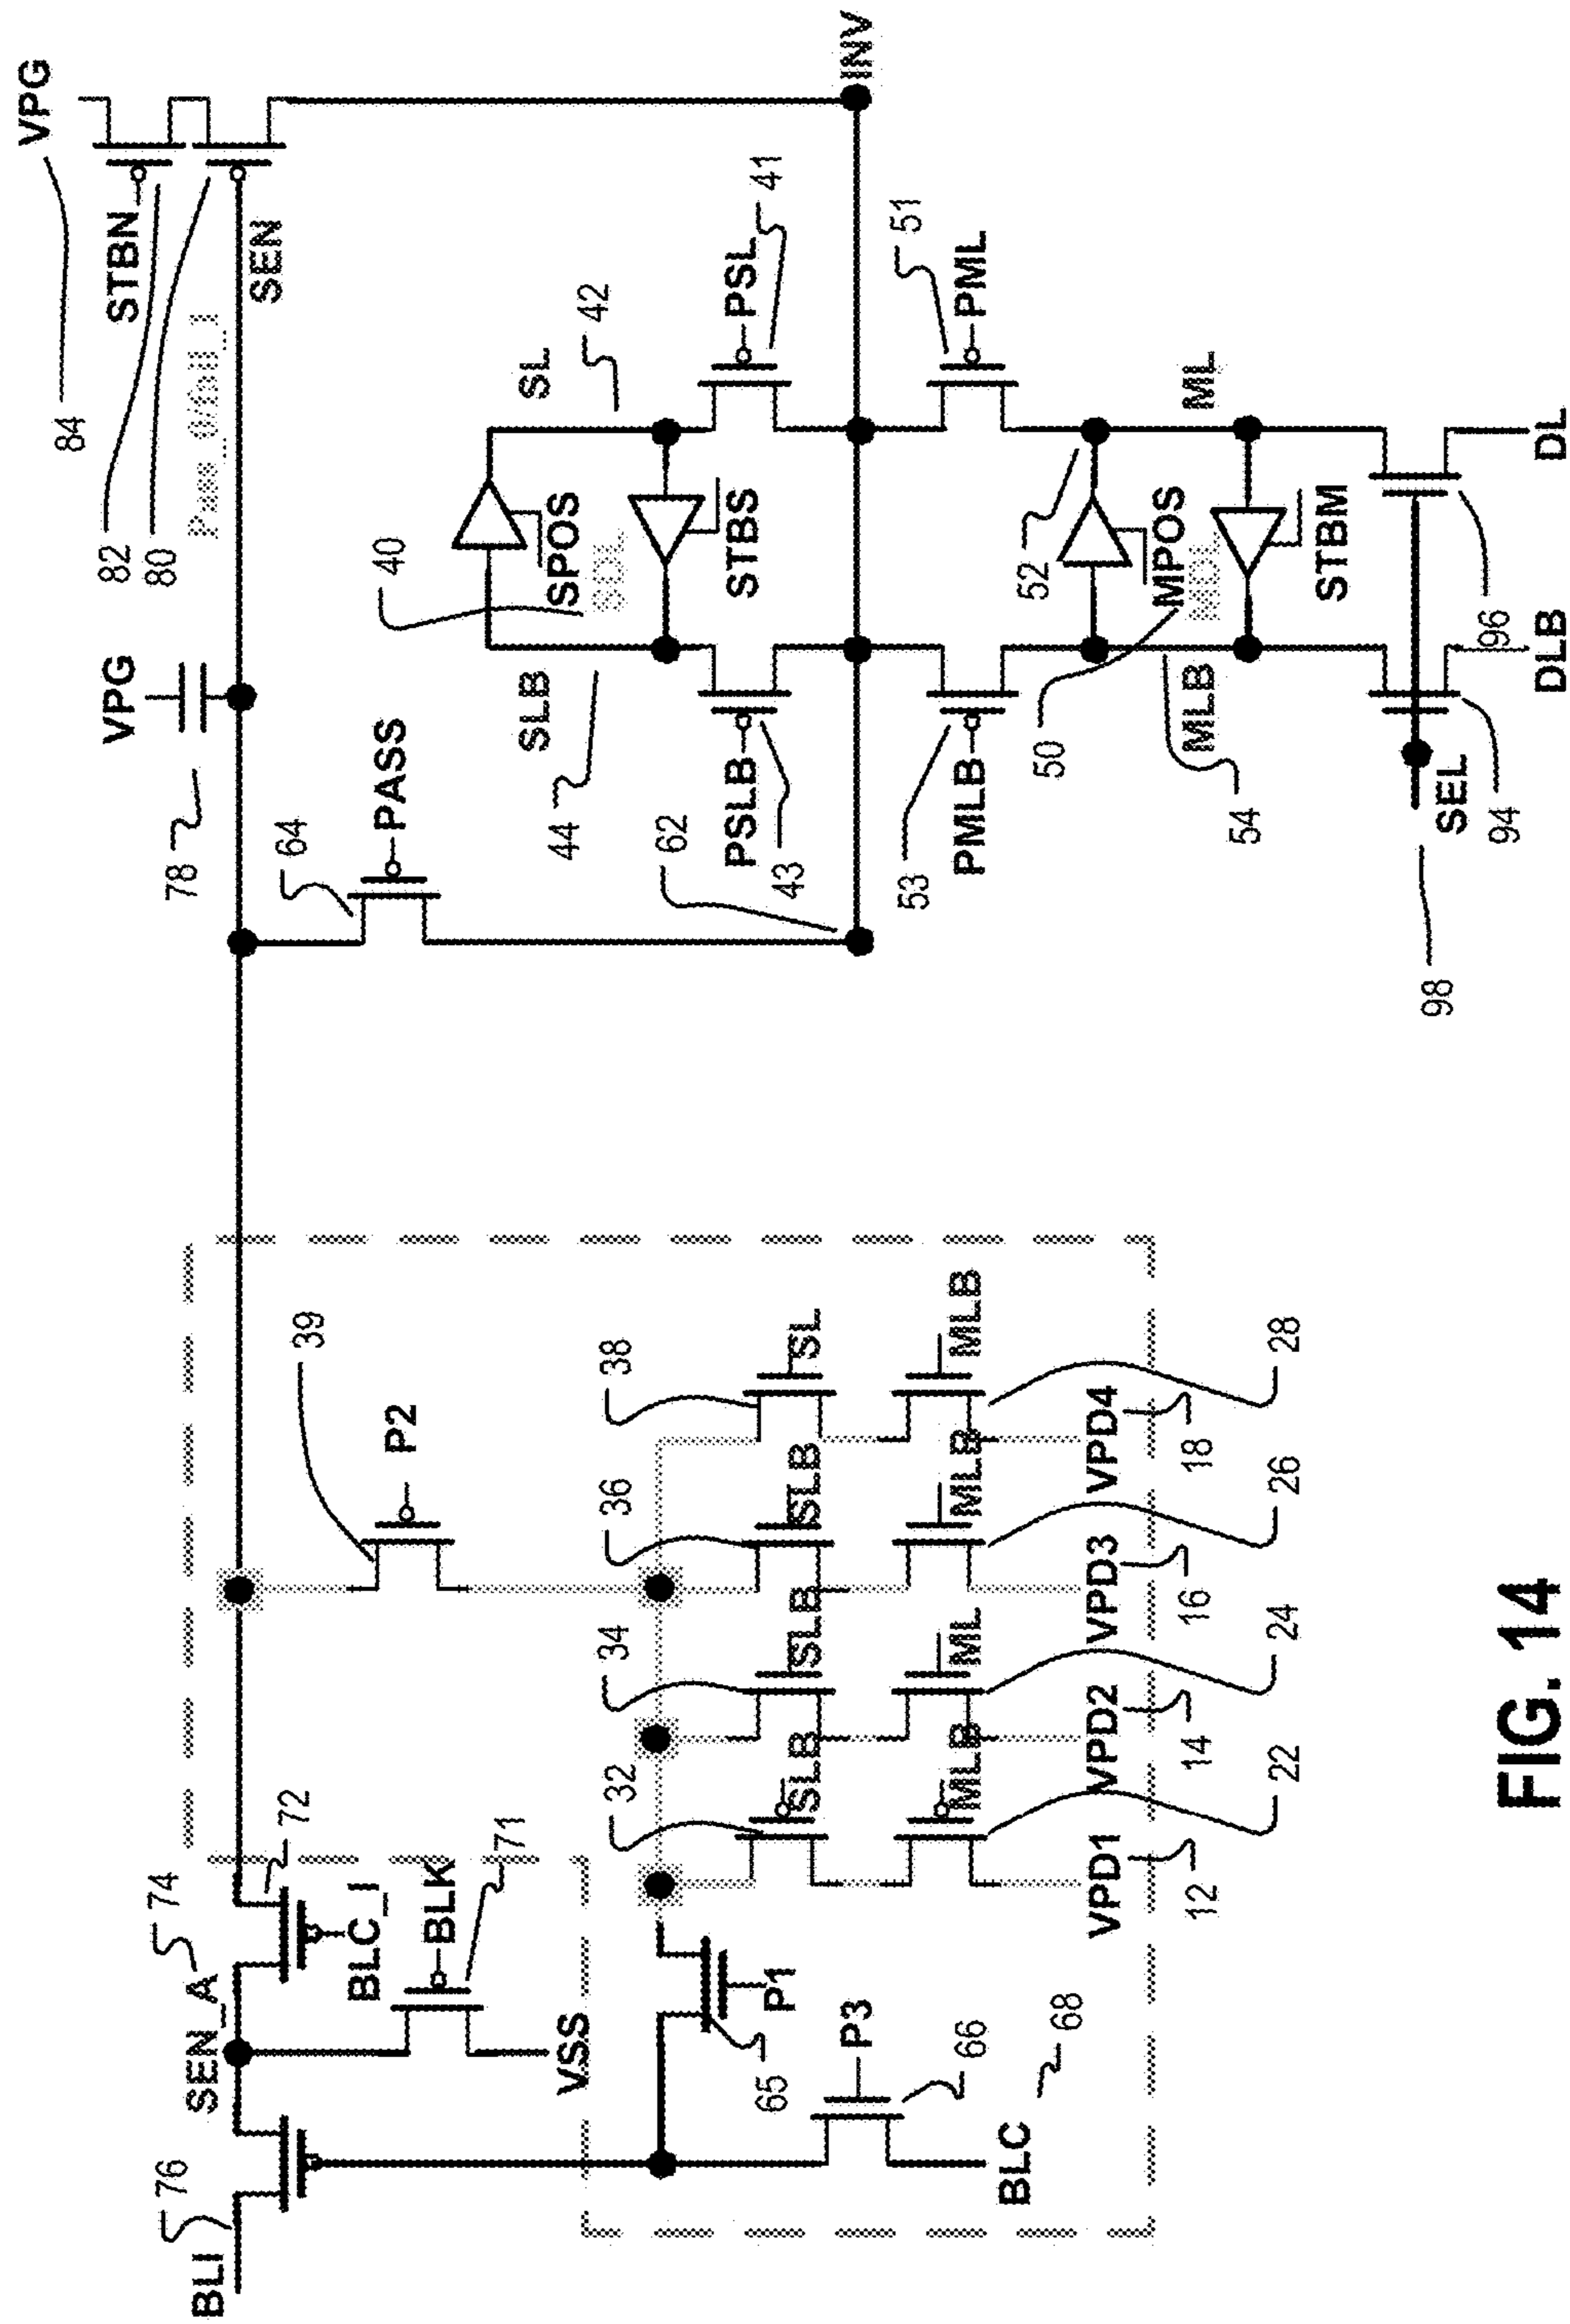 VPG
84
STBN
82
80
SEN
Pass_0/fail_1
VPG
78
64
PASS
INV
SL
42
PSL
41
40
SPOS
SDL
STBS
SLB
44
PSLB
43
62
51
PML
53
PMLB
52
MPOS
MDL
50
ML
STBM
MLB
54
96
DL
DLB
SEL
94
98
39
P2
38
SL
36
SLB
34
SLB
32
SLB
MLB
28
MLB
26
ML
24
MLB
22
VPD4
18
VPD3
16
VPD2
14
VPD1
12
72
74
SEN_A
BLC_I
BLK
71
VSS
76
BLI
P1
65
P3
66
BLC
68
FIG. 14